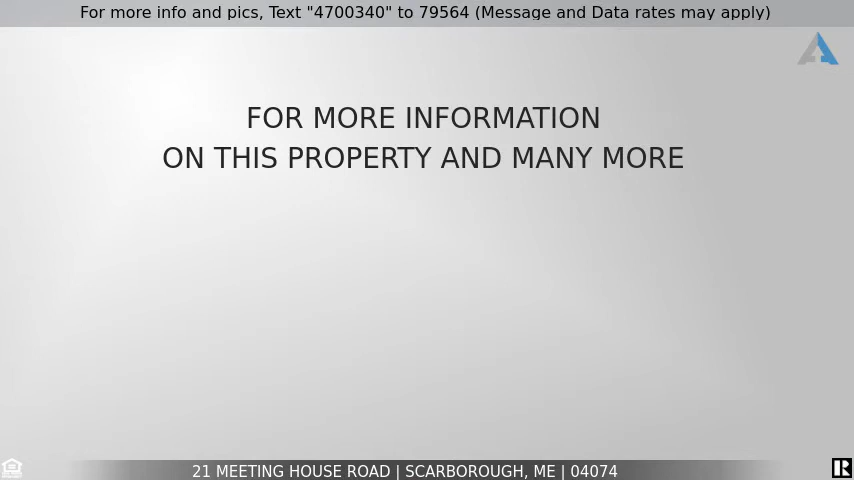 For more info and pics, Text "4700340" to 79564 (Message and Data rates may apply)
FOR MORE INFORMATION
ON THIS PROPERTY AND MANY MORE
21 MEETING HOUSE ROAD | SCARBOROUGH, ME | 04074